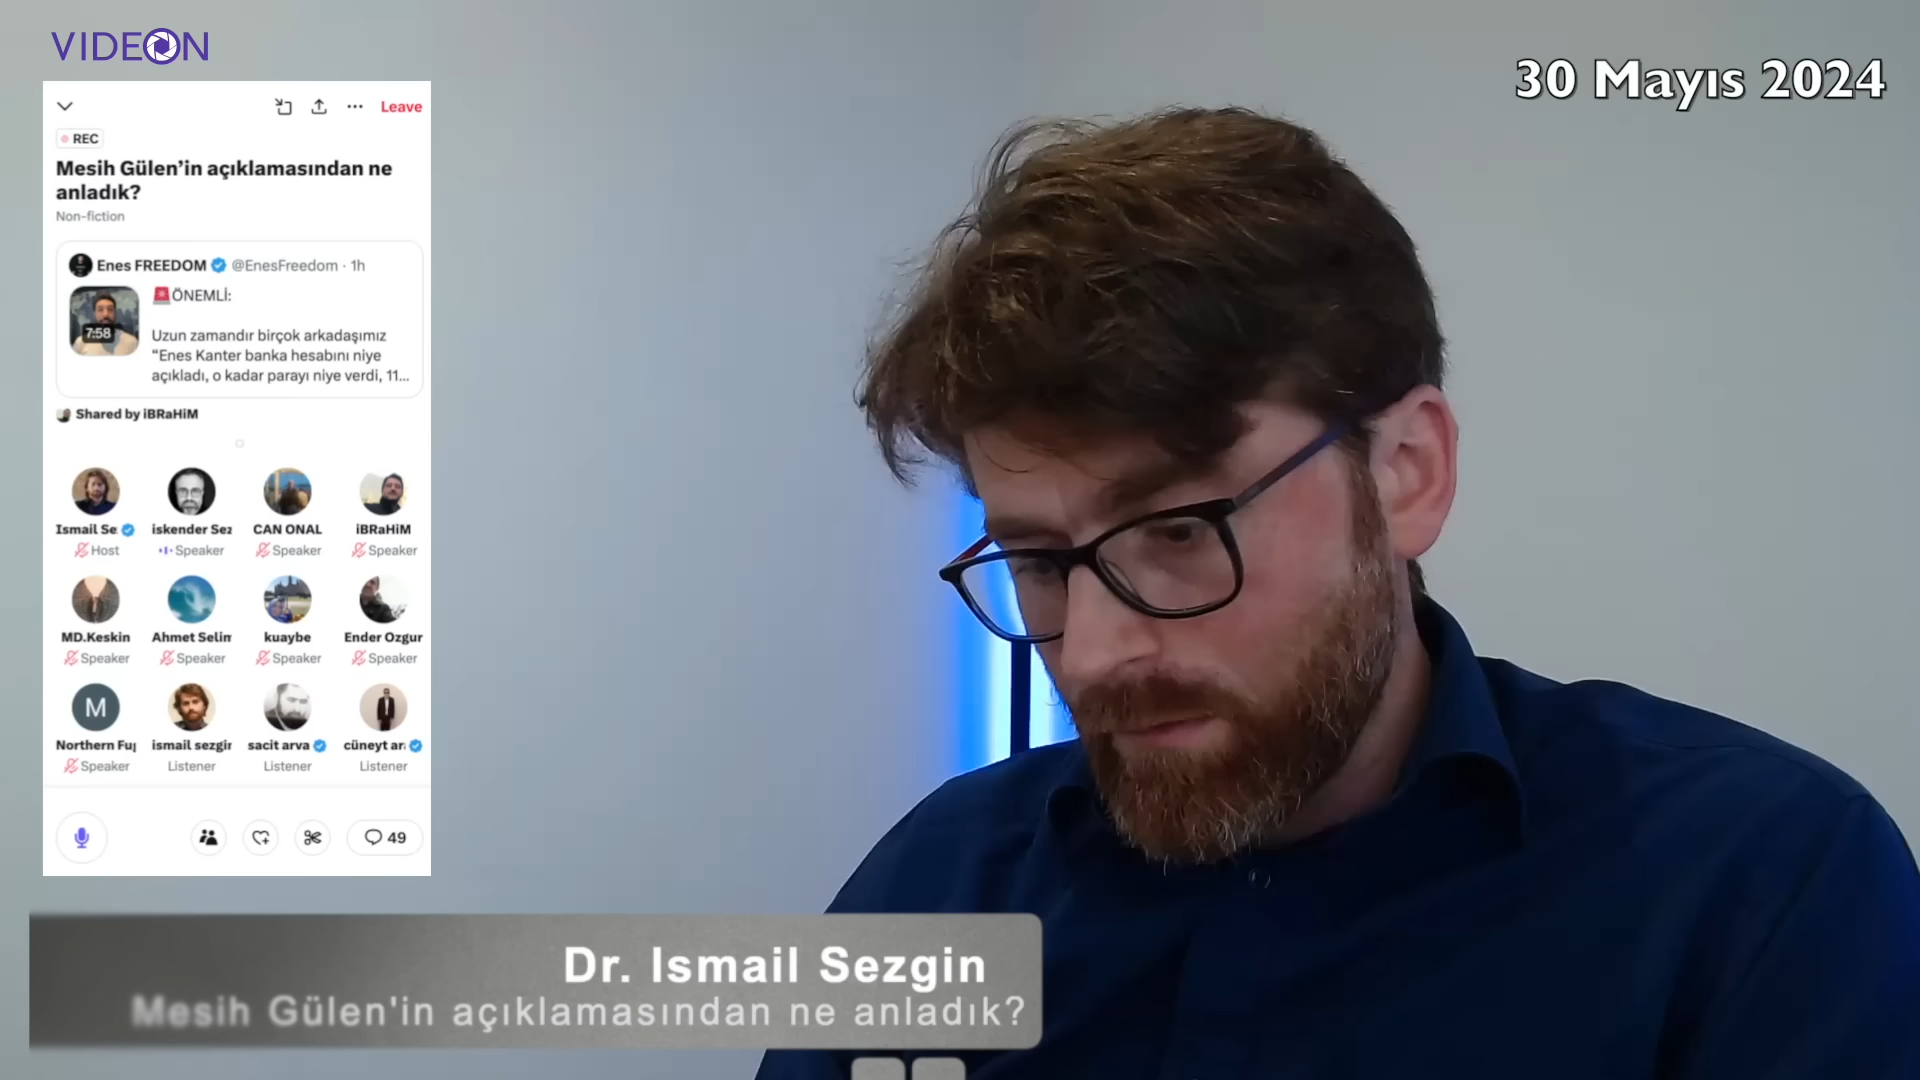 VIDEON
30 Mayıs 2024
Leave
REC
Mesih Gülen'in açıklamasından ne
anladık?
Non-fiction
Enes FREEDOM @EnesFreedom · 1h
🚨ÖNEMLİ:
7:58
Uzun zamandır birçok arkadaşımız
"Enes Kanter banka hesabını niye
açıkladı, o kadar parayı niye verdi, 11...
Shared by iBRaHiM
Ismail Se iskender Sez CAN ONAL iBRaHiM
Host Speaker Speaker Speaker
MD.Keskin Ahmet Selim kuaybe Ender Ozgur
Speaker Speaker Speaker Speaker
M
Northern Fuj ismail sezgir sacit arva cüneyt ar
Speaker Listener Listener Listener
49
Dr. Ismail Sezgin
Mesih Gülen'in açıklamasından ne anladık?